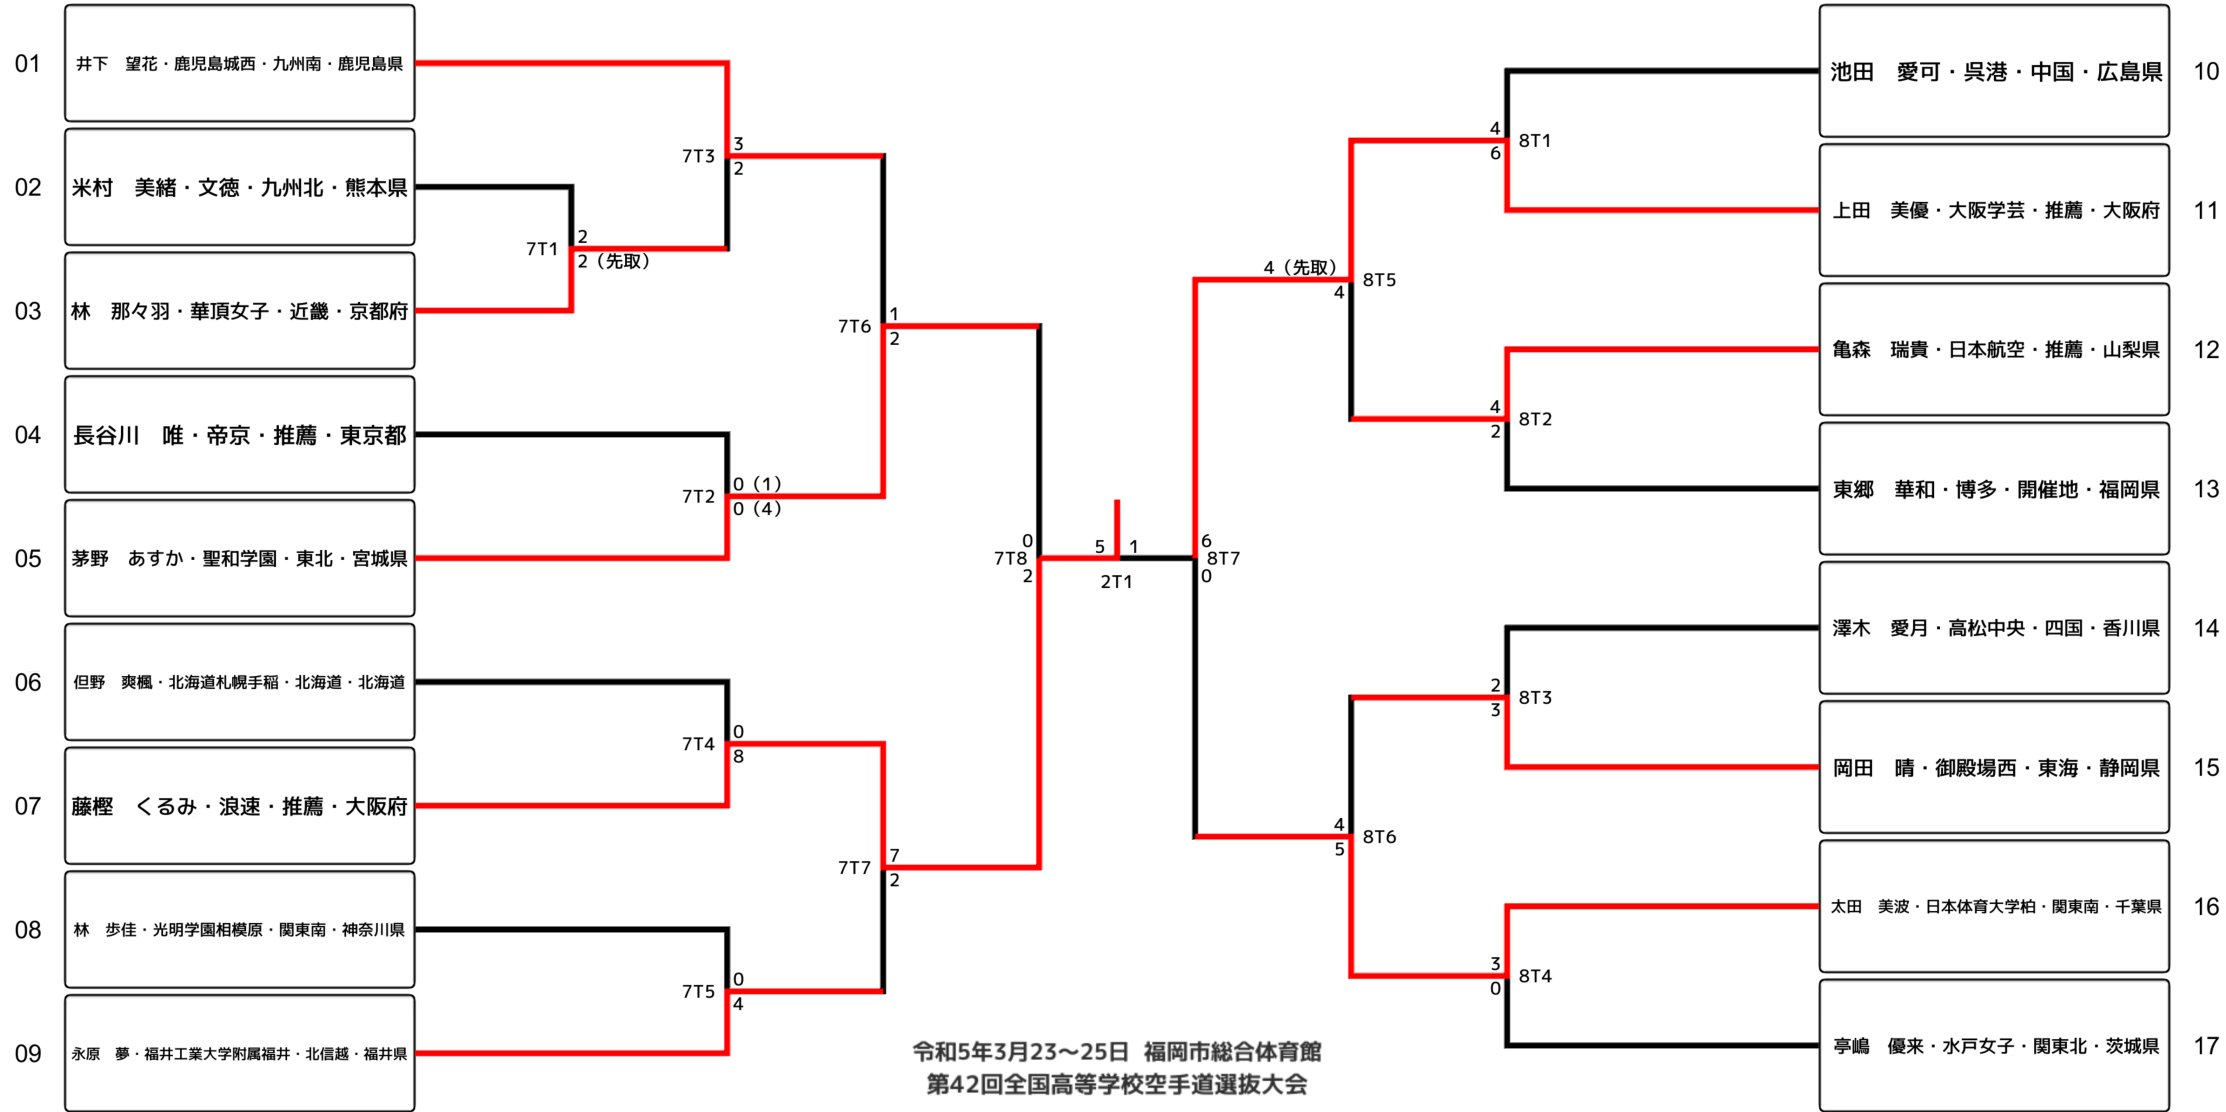 01
井下　望花・鹿児島城西・九州南・鹿児島県
02
米村　美緒・文徳・九州北・熊本県
03
林　那々羽・華頂女子・近畿・京都府
04
長谷川　唯・帝京・推薦・東京都
05
茅野　あすか・聖和学園・東北・宮城県
06
但野　爽楓・北海道札幌手稲・北海道・北海道
07
藤樫　くるみ・浪速・推薦・大阪府
08
林　歩佳・光明学園相模原・関東南・神奈川県
09
永原　夢・福井工業大学附属福井・北信越・福井県
7T1
2
2（先取）
7T3
3
2
7T2
0（1）
0（4）
7T4
0
8
7T5
0
4
7T6
1
2
7T7
7
2
7T8
0
2
5
1
2T1
6
8T7
0
4（先取）
4
8T5
4
5
8T6
4
6
8T1
4
2
8T2
2
3
8T3
3
0
8T4
池田　愛可・呉港・中国・広島県
10
上田　美優・大阪学芸・推薦・大阪府
11
亀森　瑞貴・日本航空・推薦・山梨県
12
東郷　華和・博多・開催地・福岡県
13
澤木　愛月・高松中央・四国・香川県
14
岡田　晴・御殿場西・東海・静岡県
15
太田　美波・日本体育大学柏・関東南・千葉県
16
亭嶋　優来・水戸女子・関東北・茨城県
17
令和5年3月23〜25日 福岡市総合体育館
第42回全国高等学校空手道選抜大会